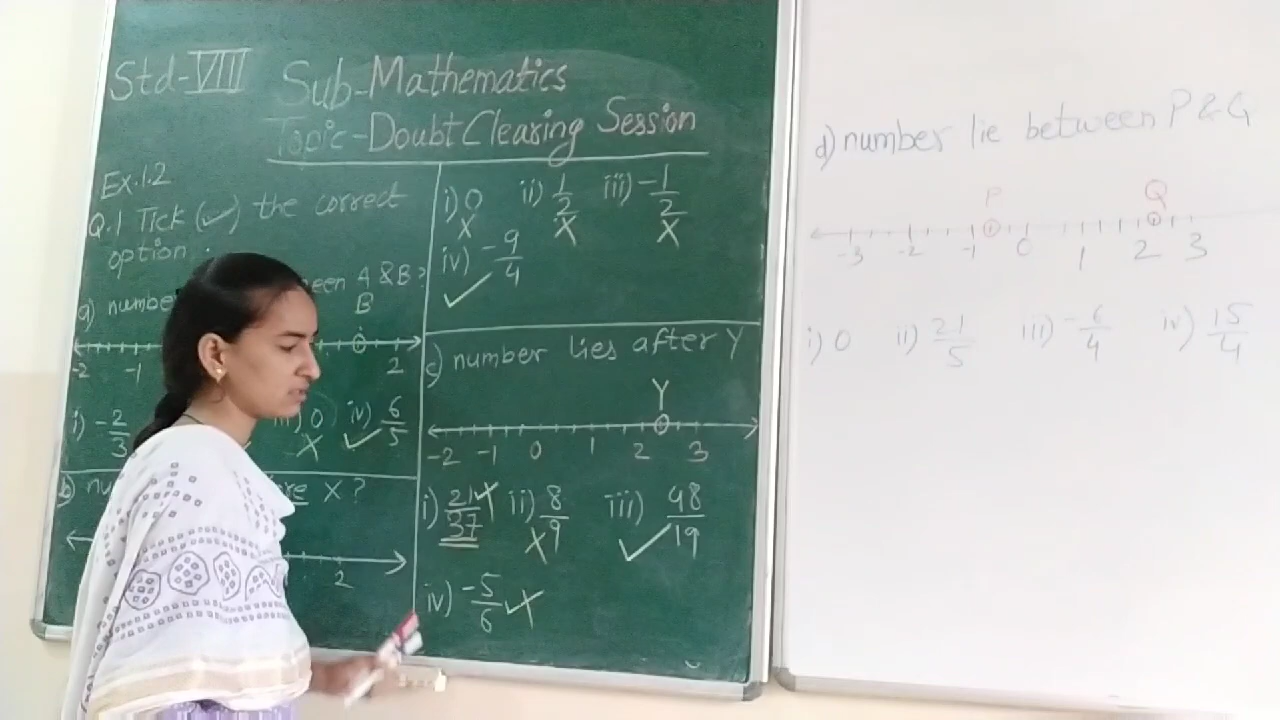 Std-VIII Sub-Mathematics
Topic-Doubt Clearing Session
Ex.1.2
Q.1 Tick (✓) the correct
option.
a) number een A & B?
B
-2 -1 2
i) -2/3 iii) 0 X iv) 6/5 ✓
b) nu re X ?
2
i) 0 X ii) 1/2 X iii) -1/2 X
iv) -9/4 ✓
c) number lies after Y
Y
-2 -1 0 1 2 3
i) 21/37 X ii) 8/9 X iii) 48/19 ✓
iv) -5/6 X
d) number lie between P & Q
P Q
-3 -2 -1 0 1 2 3
i) 0 ii) 21/5 iii) -6/4 iv) 15/4